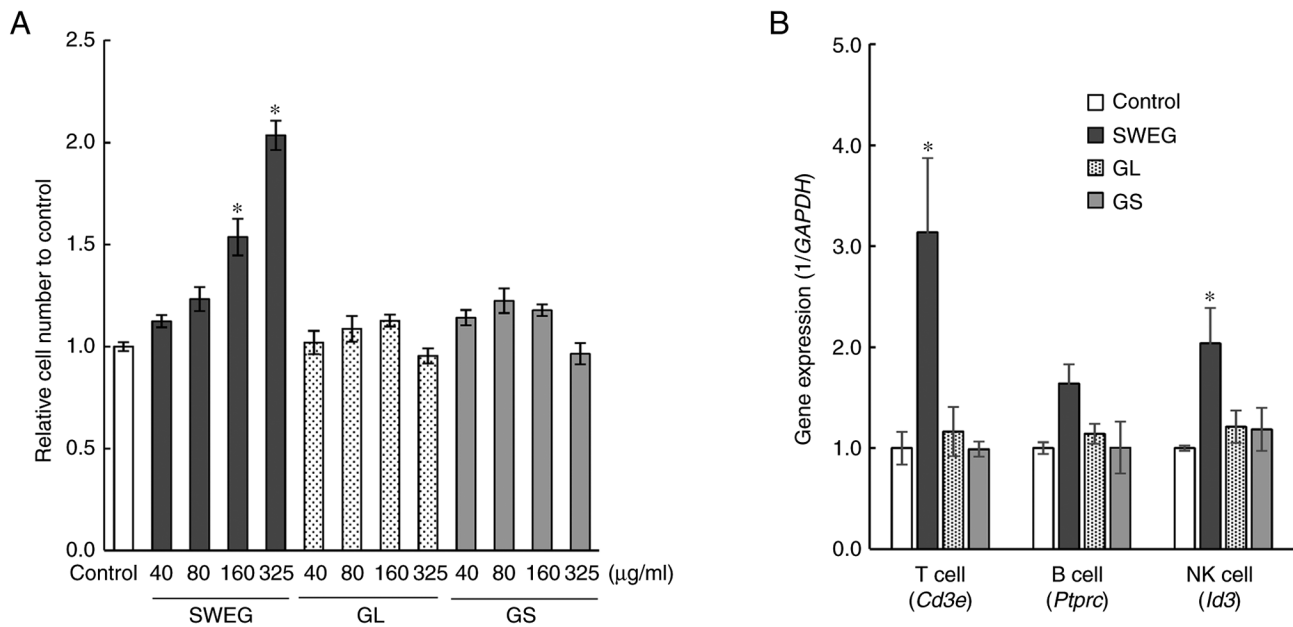 A
2.5
2.0
1.5
1.0
0.5
0.0
Relative cell number to control
*
*
Control 40 80 160 325 40 80 160 325 40 80 160 325 (μg/ml)
SWEG GL GS
B
5.0
4.0
3.0
2.0
1.0
0.0
Gene expression (1/GAPDH)
Control
SWEG
GL
GS
*
*
T cell B cell NK cell
(Cd3e) (Ptprc) (Id3)